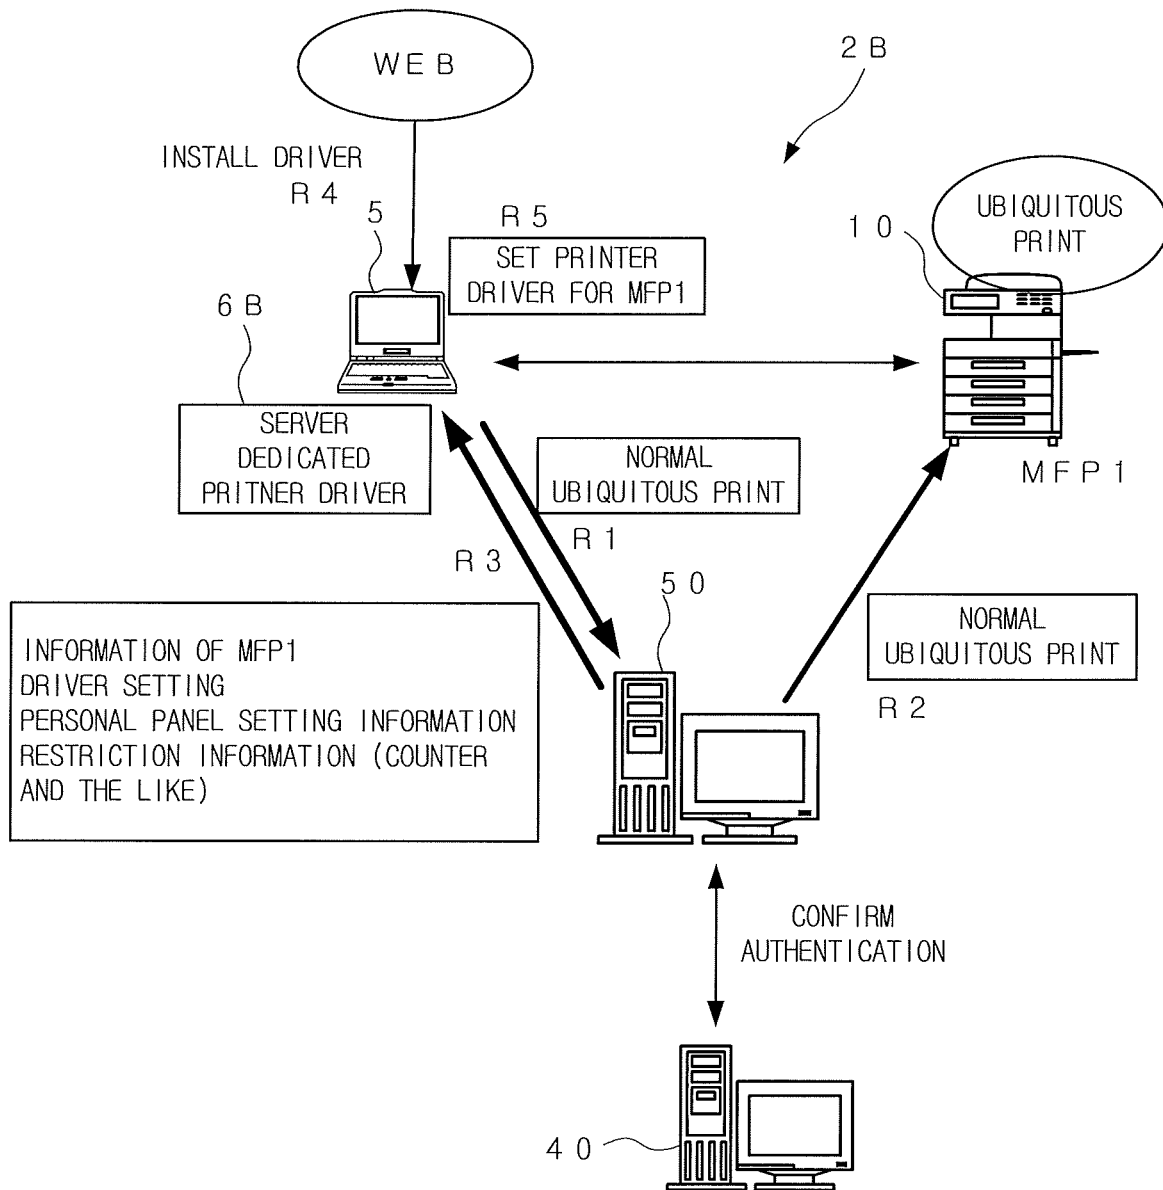 WEB
2B
INSTALL DRIVER
R4
5
R5
SET PRINTER
DRIVER FOR MFP1
10
UBIQUITOUS
PRINT
6B
SERVER
DEDICATED
PRITNER DRIVER
NORMAL
UBIQUITOUS PRINT
MFP1
R1
R3
50
NORMAL
UBIQUITOUS PRINT
R2
INFORMATION OF MFP1
DRIVER SETTING
PERSONAL PANEL SETTING INFORMATION
RESTRICTION INFORMATION (COUNTER
AND THE LIKE)
CONFIRM
AUTHENTICATION
40